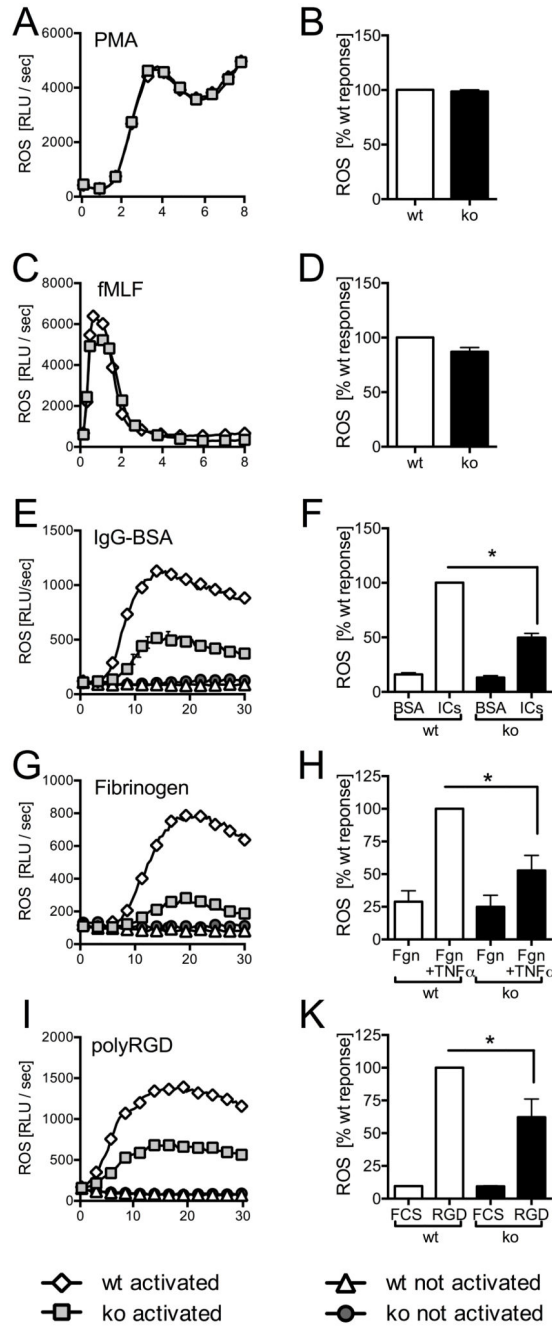 A
PMA
ROS [RLU / sec]
6000
4000
2000
0
0 2 4 6 8
B
ROS [% wt reponse]
150
100
50
0
wt ko
C
fMLF
ROS [RLU / sec]
8000
6000
4000
2000
0
0 2 4 6 8
D
ROS [% wt response]
150
100
50
0
wt ko
E
IgG-BSA
ROS [RLU/sec]
1500
1000
500
0
0 10 20 30
F
ROS [% wt reponse]
150
100
50
0
*
BSA ICs BSA ICs
wt ko
G
Fibrinogen
ROS [RLU / sec]
1000
800
600
400
200
0
0 10 20 30
H
ROS [% wt reponse]
125
100
75
50
25
0
*
Fgn Fgn Fgn Fgn
+TNFα +TNFα
wt ko
I
polyRGD
ROS [RLU / sec]
2000
1500
1000
500
0
0 10 20 30
K
ROS [% wt reponse]
125
100
75
50
25
0
*
FCS RGD FCS RGD
wt ko
wt activated
wt not activated
ko activated
ko not activated